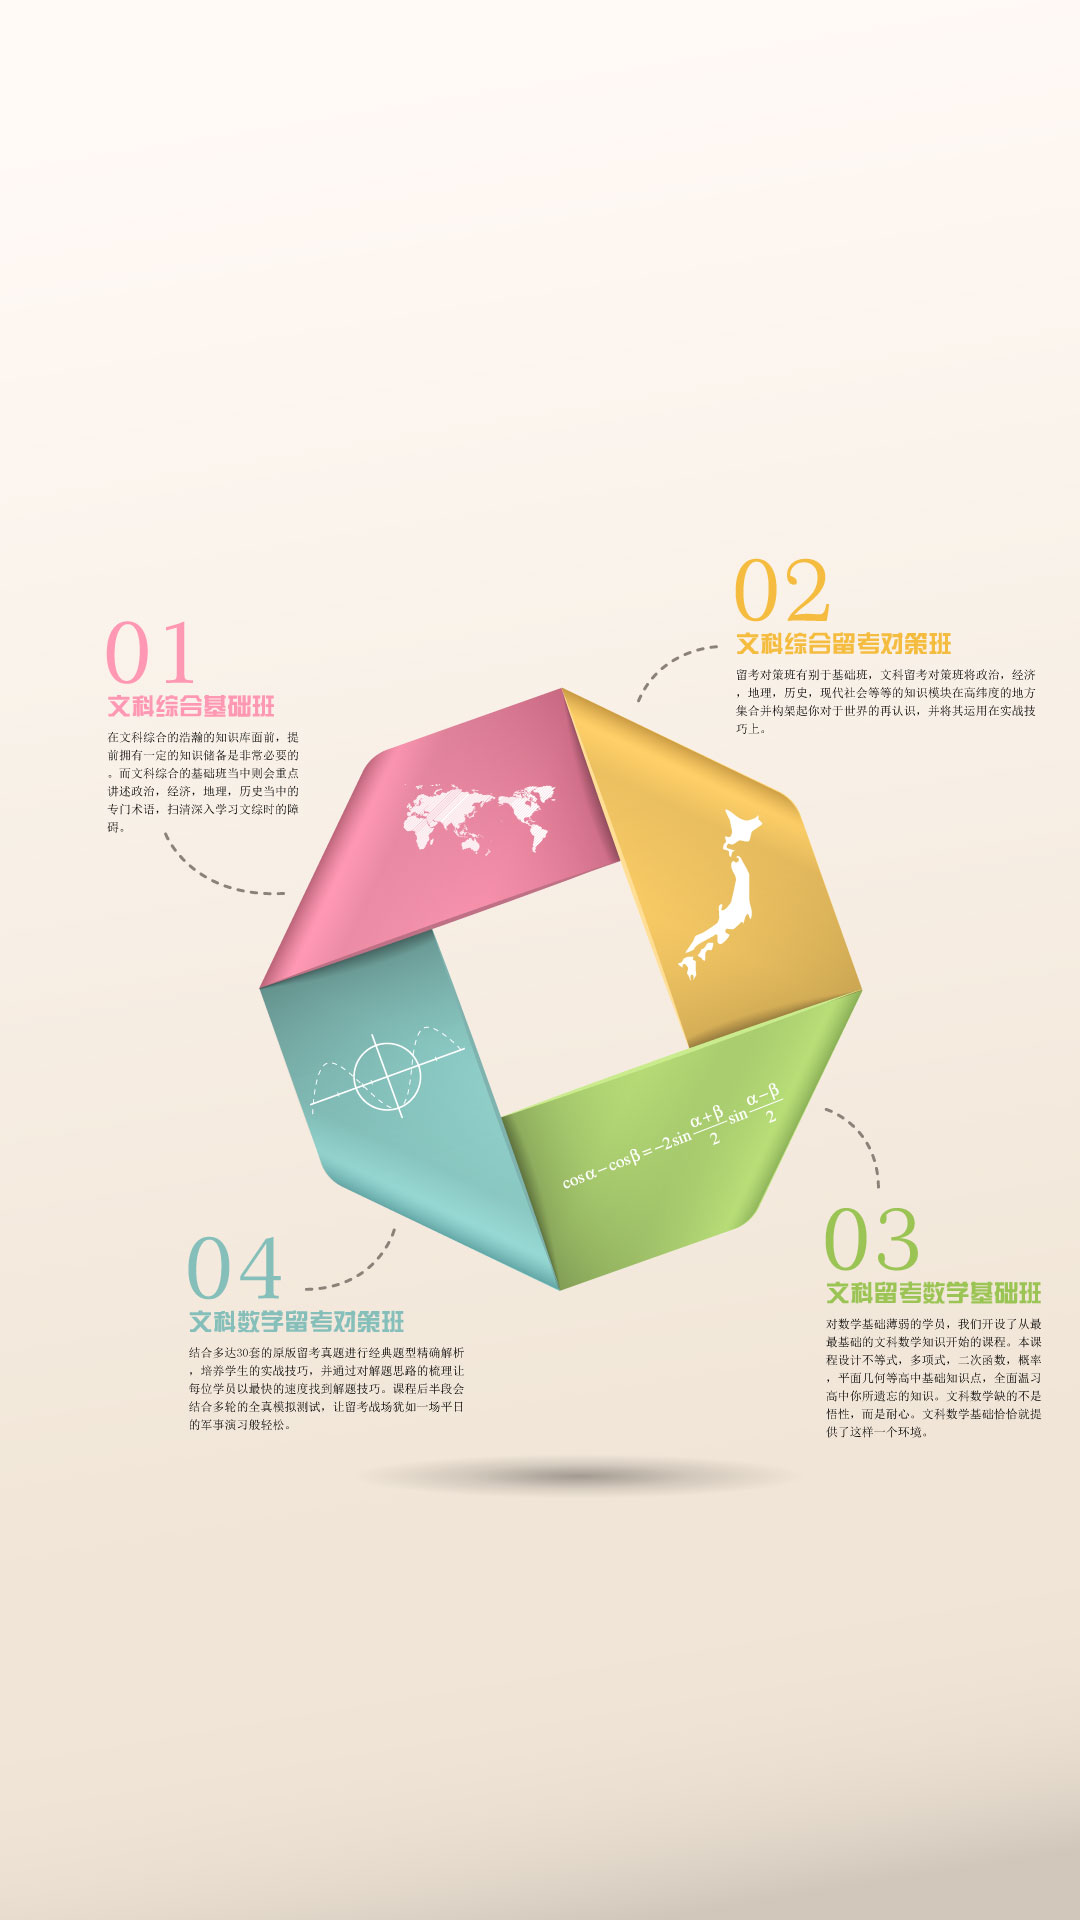 01
文科综合基础班
在文科综合的浩瀚的知识库面前，提
前拥有一定的知识储备是非常必要的
。而文科综合的基础班当中则会重点
讲述政治，经济，地理，历史当中的
专门术语，扫清深入学习文综时的障
碍。
02
文科综合留考对策班
留考对策班有别于基础班，文科留考对策班将政治，经济
，地理，历史，现代社会等等的知识模块在高纬度的地方
集合并构架起你对于世界的再认识，并将其运用在实战技
巧上。
cosα−cosβ=−2sin α+β/2 sin α−β/2
03
文科留考数学基础班
对数学基础薄弱的学员，我们开设了从最
最基础的文科数学知识开始的课程。本课
程设计不等式，多项式，二次函数，概率
，平面几何等高中基础知识点，全面温习
高中你所遗忘的知识。文科数学缺的不是
悟性，而是耐心。文科数学基础恰恰就提
供了这样一个环境。
04
文科数学留考对策班
结合多达30套的原版留考真题进行经典题型精确解析
，培养学生的实战技巧，并通过对解题思路的梳理让
每位学员以最快的速度找到解题技巧。课程后半段会
结合多轮的全真模拟测试，让留考战场犹如一场平日
的军事演习般轻松。